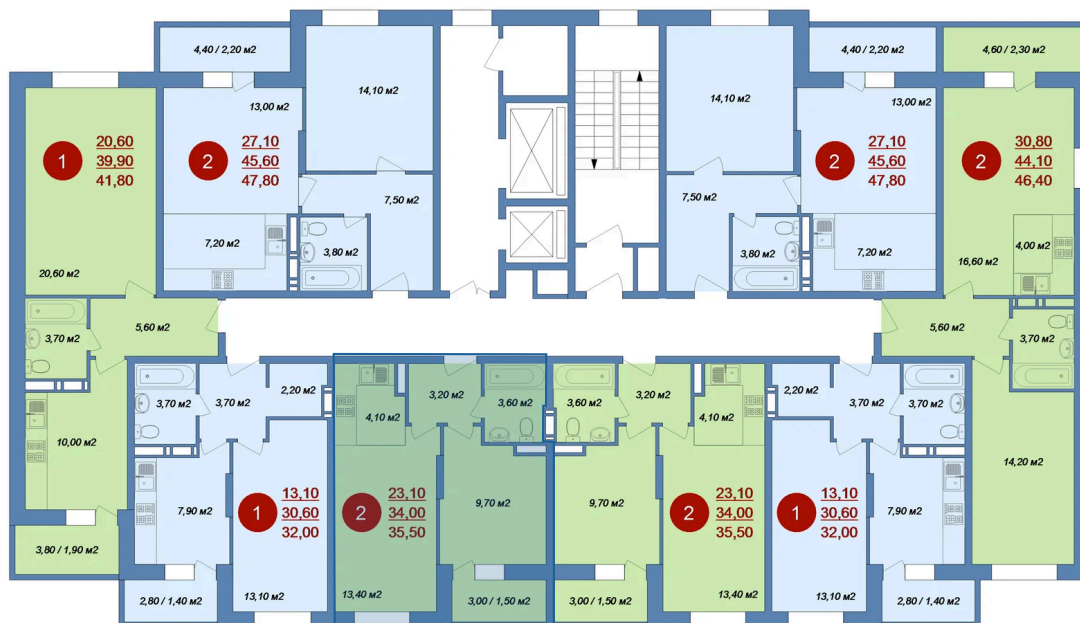 4,40 / 2,20 м2
14,10 м2
13,00 м2
2
27,10
45,60
47,80
7,20 м2
7,50 м2
3,80 м2
1
20,60
39,90
41,80
20,60 м2
3,70 м2
5,60 м2
10,00 м2
3,80 / 1,90 м2
14,10 м2
4,40 / 2,20 м2
13,00 м2
2
27,10
45,60
47,80
7,50 м2
3,80 м2
7,20 м2
4,60 / 2,30 м2
2
30,80
44,10
46,40
4,00 м2
16,60 м2
5,60 м2
3,70 м2
14,20 м2
3,70 м2
3,70 м2
2,20 м2
7,90 м2
1
13,10
30,60
32,00
13,10 м2
2,80 / 1,40 м2
4,10 м2
3,20 м2
3,60 м2
2
23,10
34,00
35,50
9,70 м2
13,40 м2
3,00 / 1,50 м2
3,60 м2
3,20 м2
4,10 м2
9,70 м2
2
23,10
34,00
35,50
3,00 / 1,50 м2
13,40 м2
2,20 м2
3,70 м2
3,70 м2
1
13,10
30,60
32,00
7,90 м2
13,10 м2
2,80 / 1,40 м2